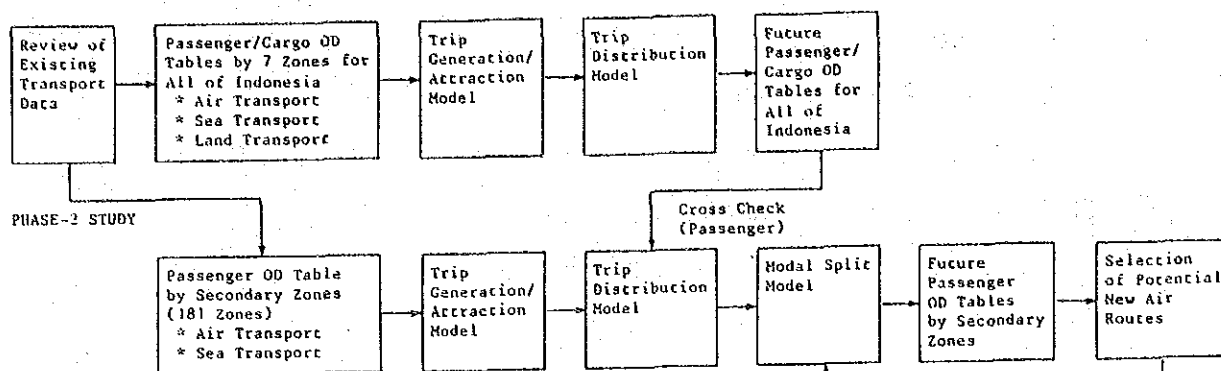 Review of
Existing
Transport
Data
Passenger/Cargo OD
Tables by 7 Zones for
All of Indonesia
* Air Transport
* Sea Transport
* Land Transport
Trip
Generation/
Attraction
Model
Trip
Distribution
Model
Future
Passenger/
Cargo OD
Tables for
All of
Indonesia
PHASE-2 STUDY
Cross Check
(Passenger)
Passenger OD Table
by Secondary Zones
(181 Zones)
* Air Transport
* Sea Transport
Trip
Generation/
Attraction
Model
Trip
Distribution
Model
Modal Split
Model
Future
Passenger
OD Tables
by Secondary
Zones
Selection
of Potential
New Air
Routes